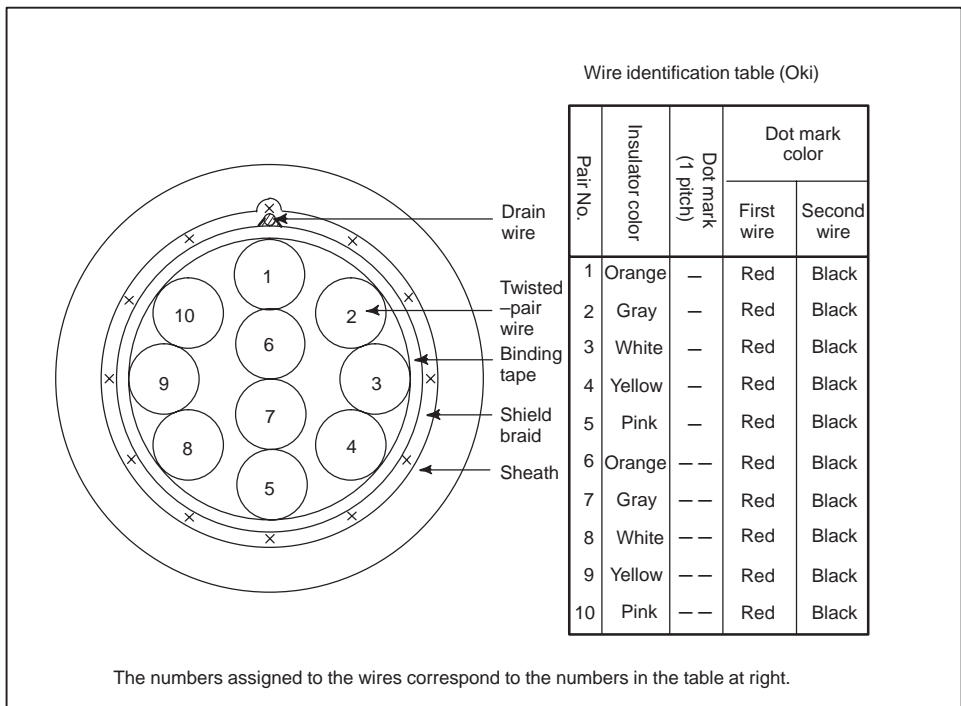 Wire identification table (Oki)
Pair No.
Insulator color
Dot mark
(1 pitch)
Dot mark
color
First
wire
Second
wire
1 Orange — Red Black
2 Gray — Red Black
3 White — Red Black
4 Yellow — Red Black
5 Pink — Red Black
6 Orange — — Red Black
7 Gray — — Red Black
8 White — — Red Black
9 Yellow — — Red Black
10 Pink — — Red Black
Drain
wire
Twisted
–pair
wire
Binding
tape
Shield
braid
Sheath
1
10
2
6
9
3
7
8
4
5
The numbers assigned to the wires correspond to the numbers in the table at right.